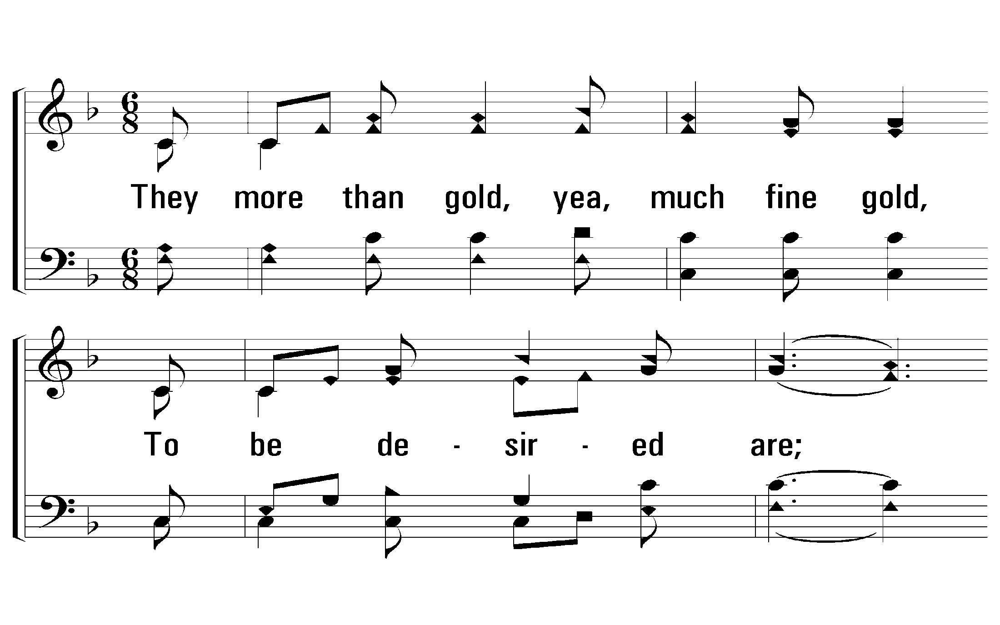 They more than gold, yea, much fine gold,
To be de - sir - ed are;